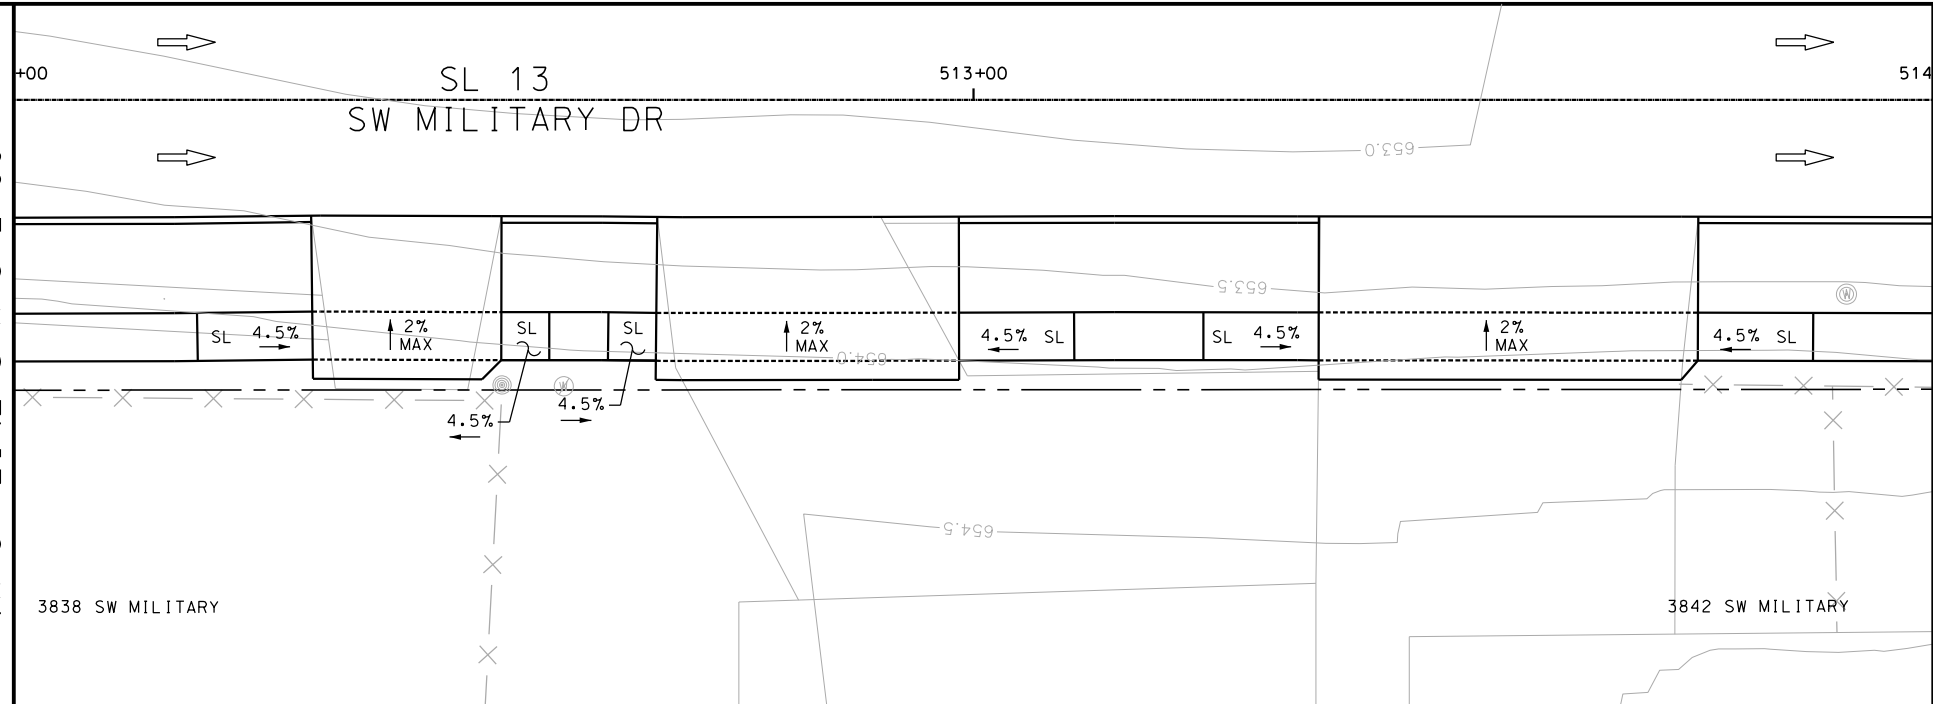 +00
SL 13
513+00
514
SW MILITARY DR
653.0
653.5
SL 4.5%
2%
MAX
SL
SL
2%
MAX
4.5% SL
SL 4.5%
2%
MAX
4.5% SL
654.0
4.5%
4.5%
654.5
3838 SW MILITARY
3842 SW MILITARY
W
W